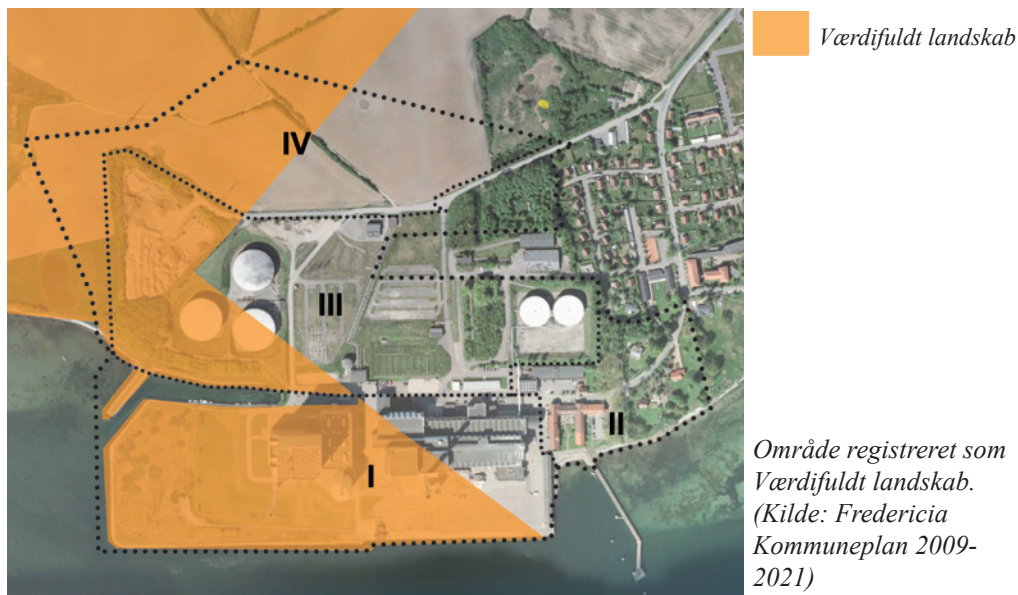 Værdifuldt landskab
IV
III
II
I
Område registreret som
Værdifuldt landskab.
(Kilde: Fredericia
Kommuneplan 2009-
2021)